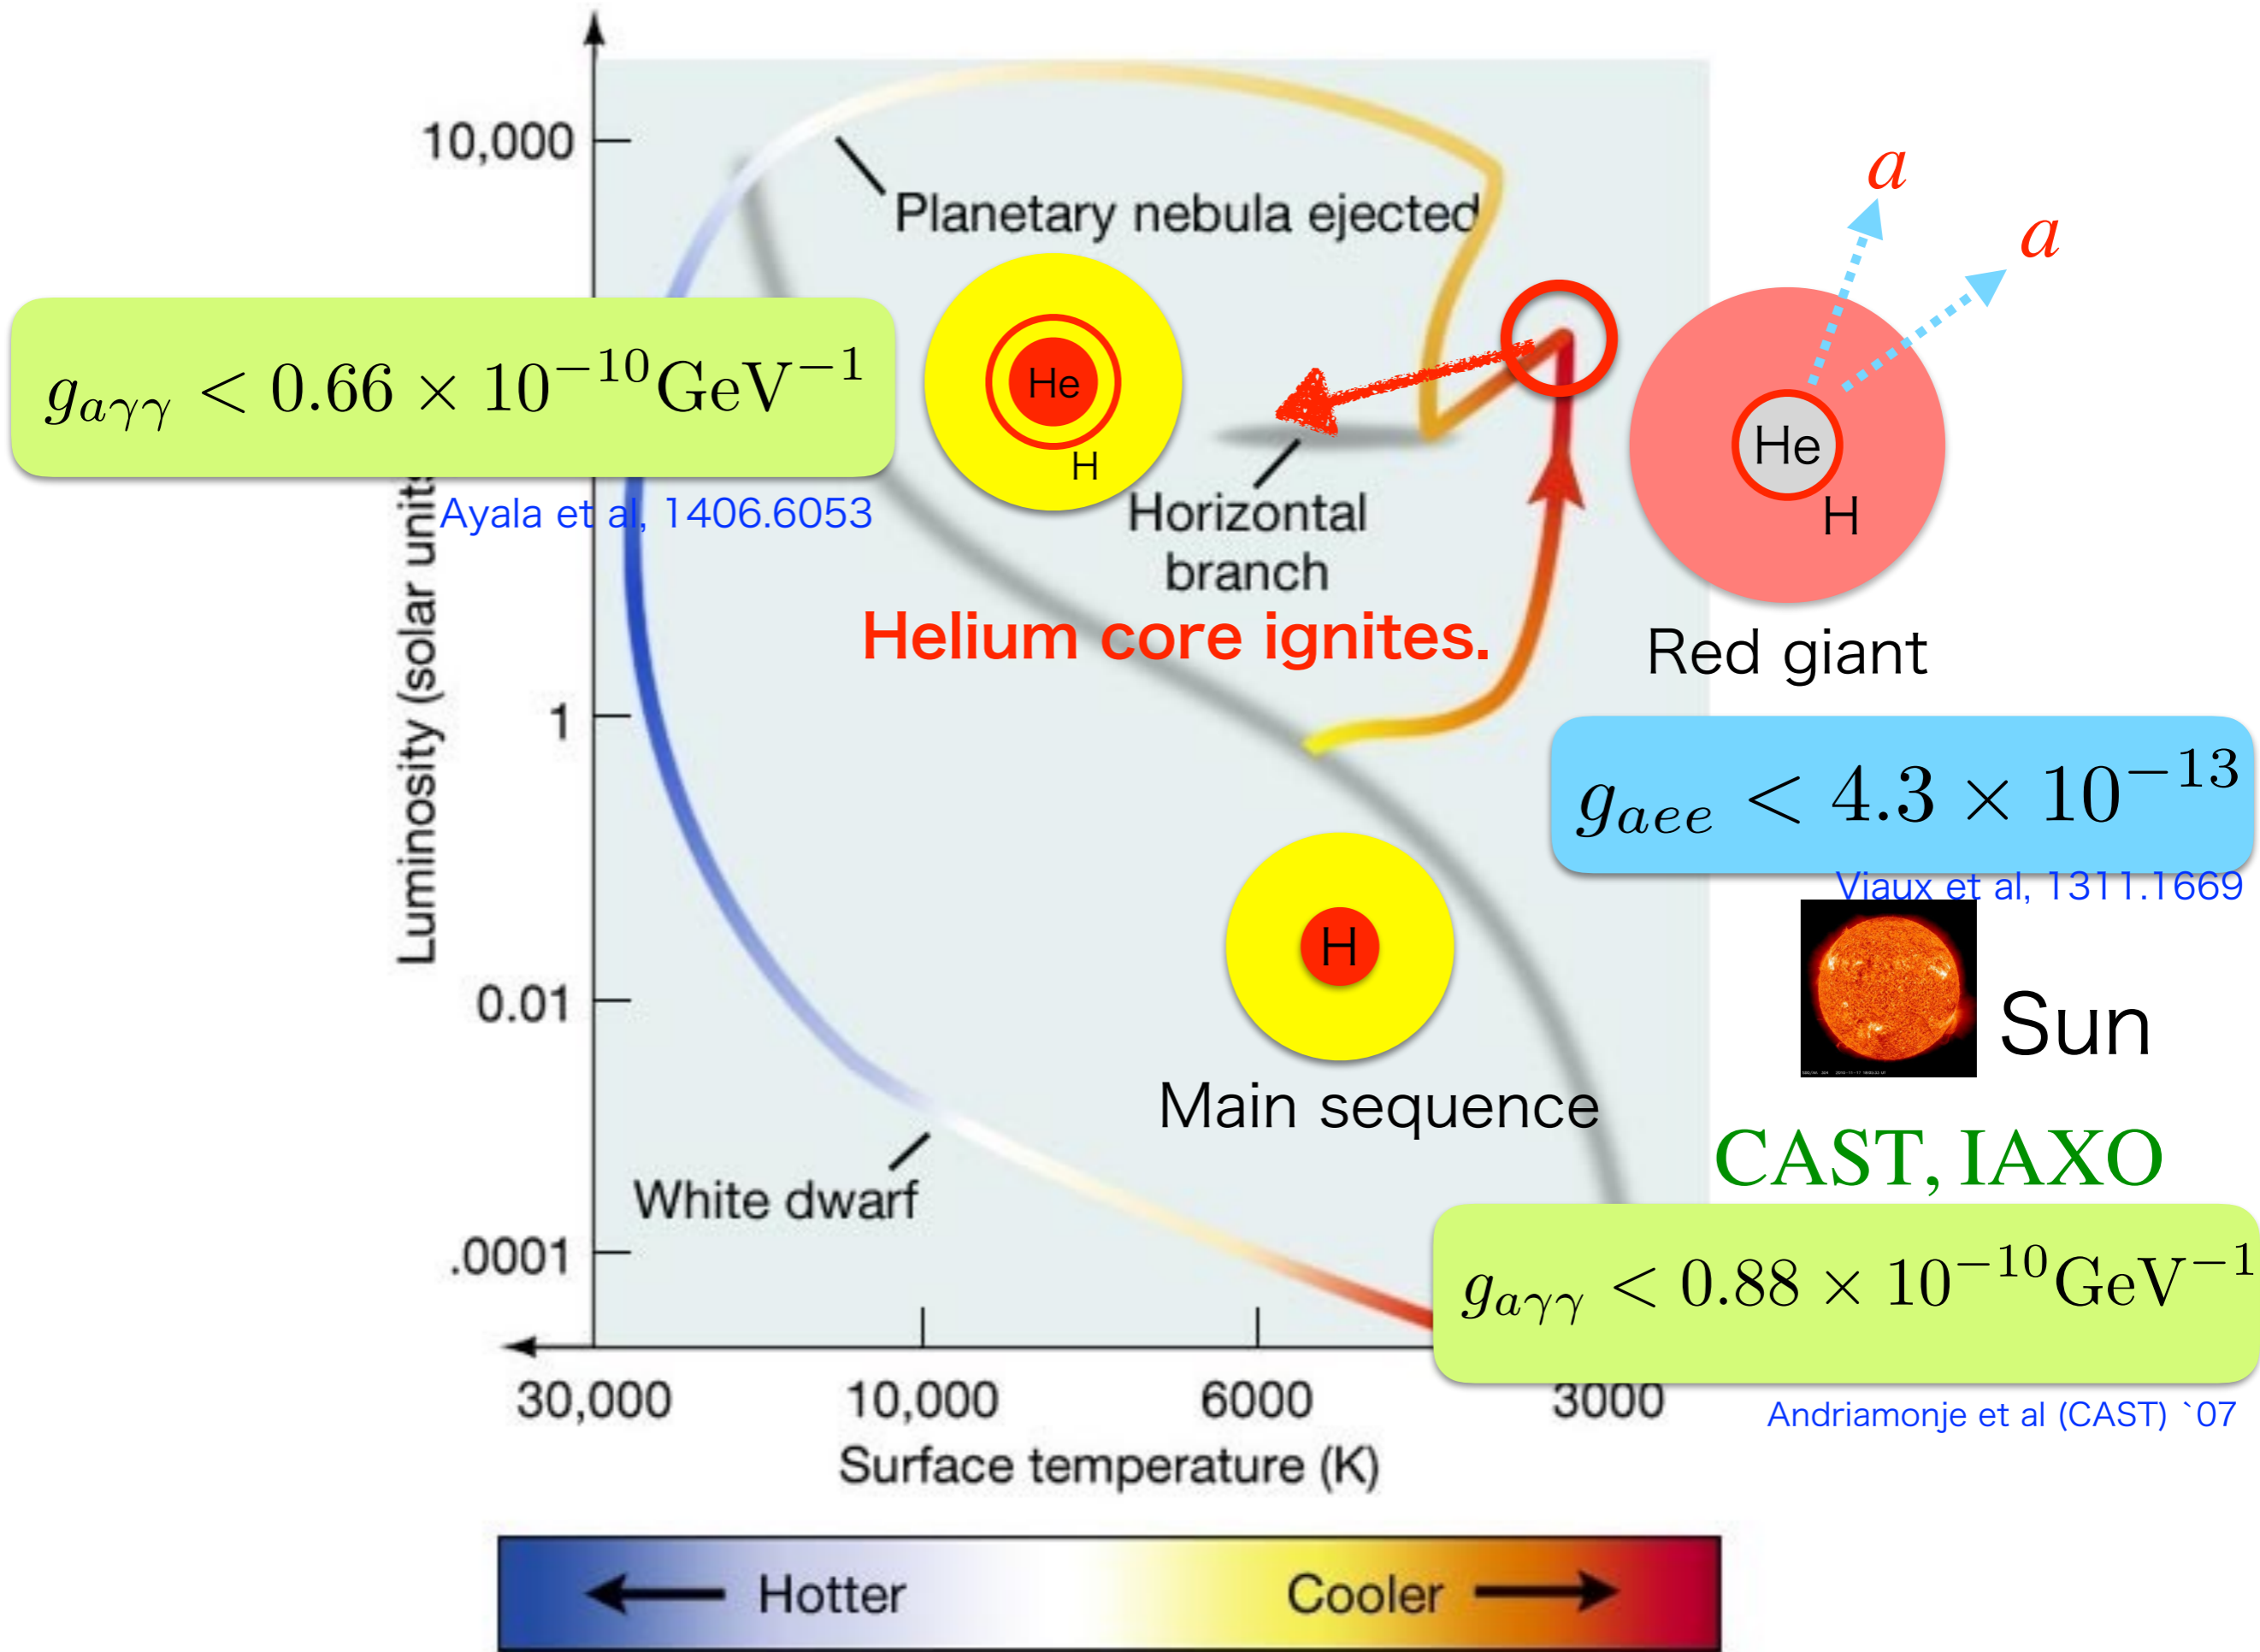 10,000
Planetary nebula ejected
a
a
g_{aγγ} < 0.66 × 10^{-10} GeV^{-1}
Ayala et al, 1406.6053
He
H
Horizontal
branch
He
H
Helium core ignites.
Red giant
Luminosity (solar units
1
g_{aee} < 4.3 × 10^{-13}
Viaux et al, 1311.1669
H
Main sequence
Sun
0.01
CAST, IAXO
White dwarf
.0001
g_{aγγ} < 0.88 × 10^{-10} GeV^{-1}
30,000
10,000
6000
3000
Andriamonje et al (CAST) `07
Surface temperature (K)
Hotter
Cooler